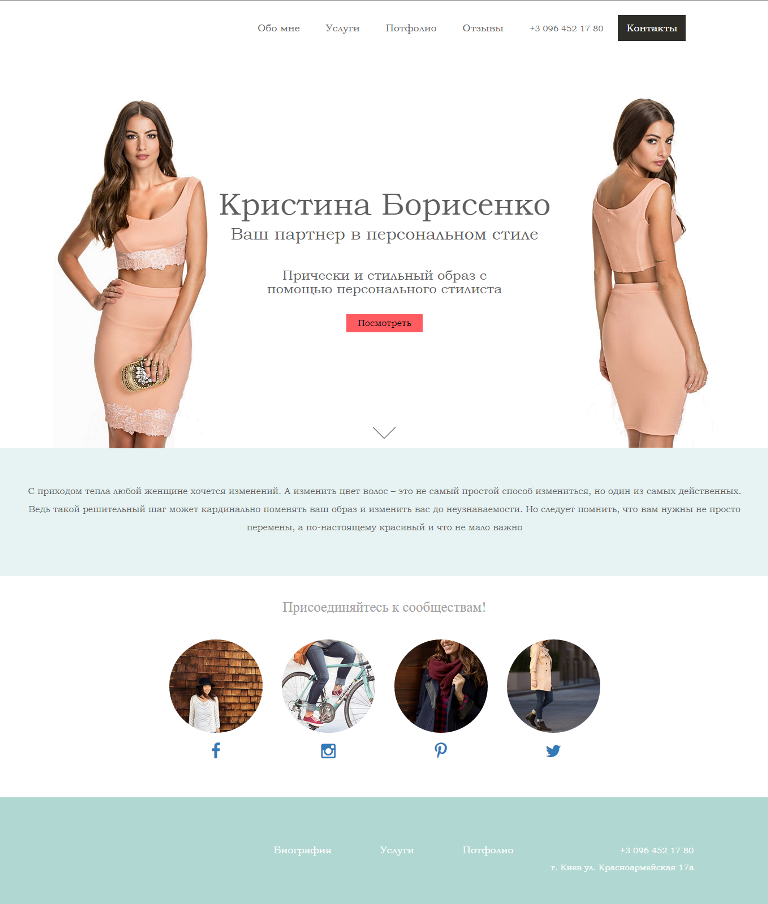 Обо мне Услуги Потфолио Отзывы +3 096 452 17 80 Контакты
Кристина Борисенко
Ваш партнер в персональном стиле
Прически и стильный образ с
помощью персонального стилиста
Посмотреть
С приходом тепла любой женщине хочется изменений. А изменить цвет волос – это не самый простой способ измениться, но один из самых действенных.
Ведь такой решительный шаг может кардинально поменять ваш образ и изменить вас до неузнаваемости. Но следует помнить, что вам нужны не просто
перемены, а по-настоящему красивый и что не мало важно
Присоединяйтесь к сообществам!
Биография Услуги Потфолио +3 096 452 17 80
г. Киев ул. Красноармейская 17а